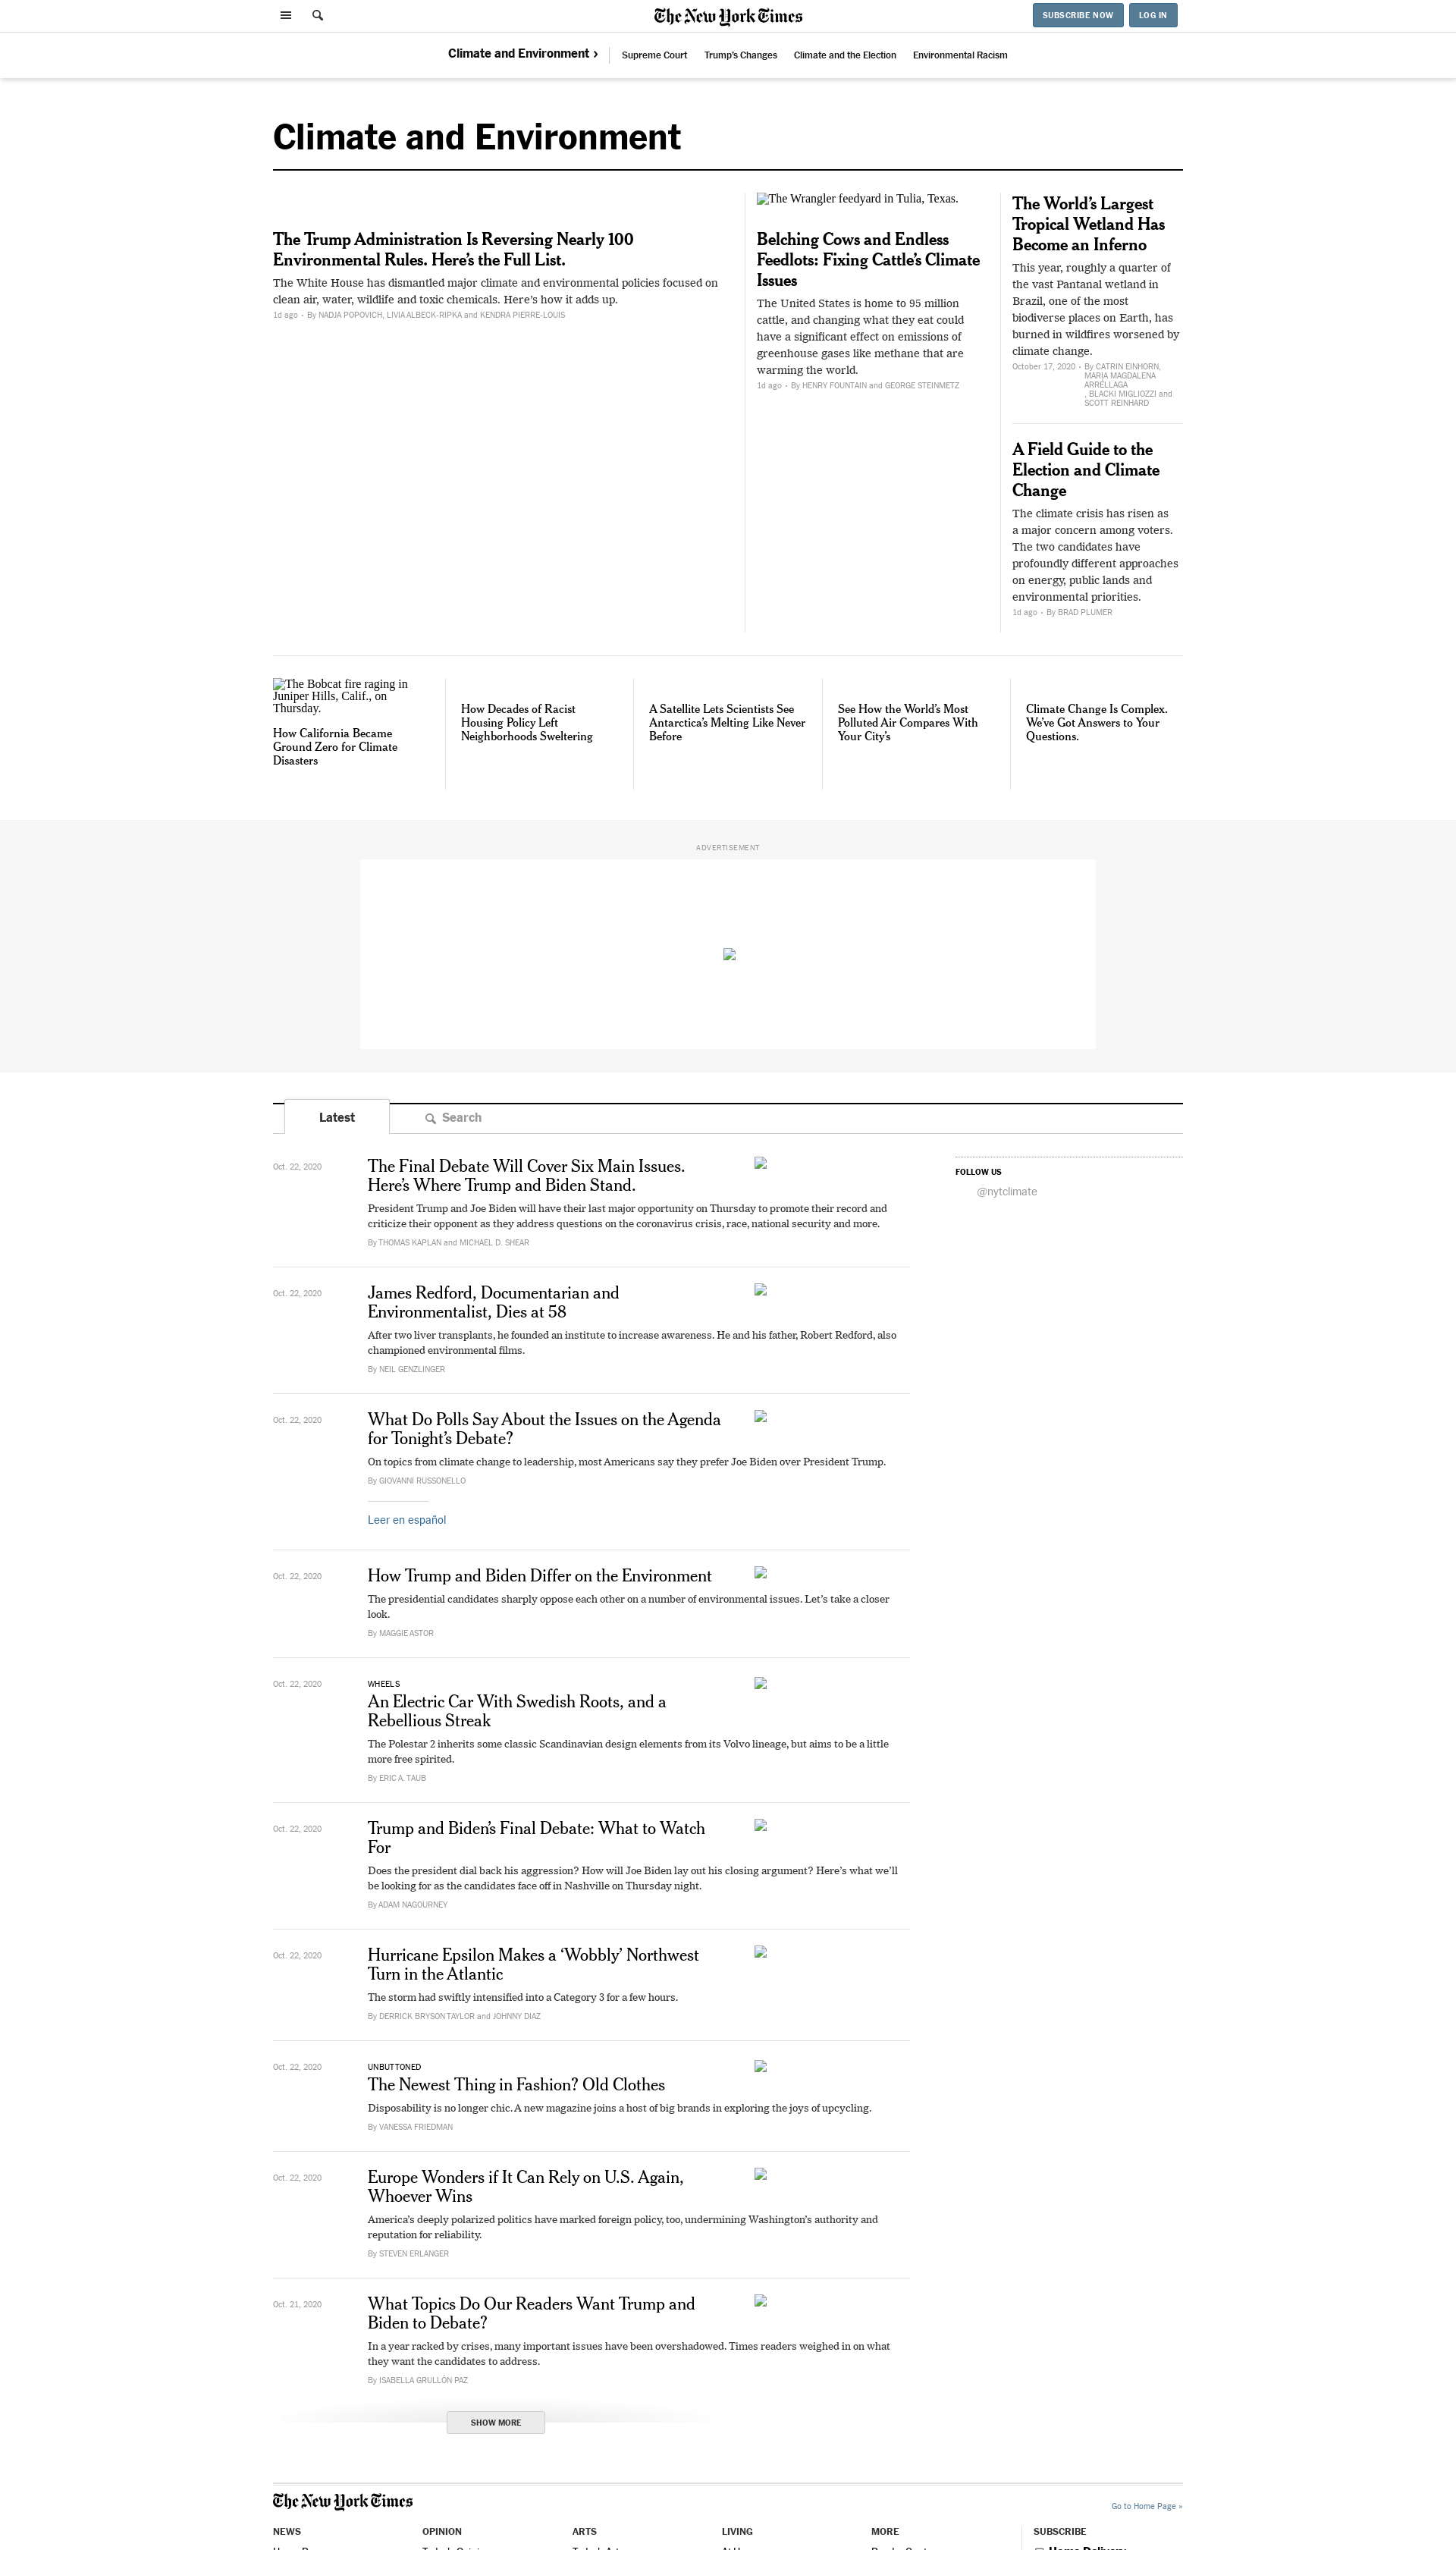 The New York Times
SUBSCRIBE NOW
LOG IN
Climate and Environment ›
Supreme Court
Trump's Changes
Climate and the Election
Environmental Racism
Climate and Environment
The Trump Administration Is Reversing Nearly 100
Environmental Rules. Here's the Full List.
The White House has dismantled major climate and environmental policies focused on
clean air, water, wildlife and toxic chemicals. Here's how it adds up.
1d ago • By NADJA POPOVICH, LIVIA ALBECK-RIPKA and KENDRA PIERRE-LOUIS
The Wrangler feedyard in Tulia, Texas.
Belching Cows and Endless
Feedlots: Fixing Cattle's Climate
Issues
The United States is home to 95 million
cattle, and changing what they eat could
have a significant effect on emissions of
greenhouse gases like methane that are
warming the world.
1d ago • By HENRY FOUNTAIN and GEORGE STEINMETZ
The World's Largest
Tropical Wetland Has
Become an Inferno
This year, roughly a quarter of
the vast Pantanal wetland in
Brazil, one of the most
biodiverse places on Earth, has
burned in wildfires worsened by
climate change.
October 17, 2020 • By CATRIN EINHORN,
MARIA MAGDALENA
ARRÉLLAGA
, BLACKI MIGLIOZZI and
SCOTT REINHARD
A Field Guide to the
Election and Climate
Change
The climate crisis has risen as
a major concern among voters.
The two candidates have
profoundly different approaches
on energy, public lands and
environmental priorities.
1d ago • By BRAD PLUMER
The Bobcat fire raging in
Juniper Hills, Calif., on
Thursday.
How California Became
Ground Zero for Climate
Disasters
How Decades of Racist
Housing Policy Left
Neighborhoods Sweltering
A Satellite Lets Scientists See
Antarctica's Melting Like Never
Before
See How the World's Most
Polluted Air Compares With
Your City's
Climate Change Is Complex.
We've Got Answers to Your
Questions.
ADVERTISEMENT
Latest
Search
Oct. 22, 2020
The Final Debate Will Cover Six Main Issues.
Here's Where Trump and Biden Stand.
President Trump and Joe Biden will have their last major opportunity on Thursday to promote their record and
criticize their opponent as they address questions on the coronavirus crisis, race, national security and more.
By THOMAS KAPLAN and MICHAEL D. SHEAR
FOLLOW US
@nytclimate
Oct. 22, 2020
James Redford, Documentarian and
Environmentalist, Dies at 58
After two liver transplants, he founded an institute to increase awareness. He and his father, Robert Redford, also
championed environmental films.
By NEIL GENZLINGER
Oct. 22, 2020
What Do Polls Say About the Issues on the Agenda
for Tonight's Debate?
On topics from climate change to leadership, most Americans say they prefer Joe Biden over President Trump.
By GIOVANNI RUSSONELLO
Leer en español
Oct. 22, 2020
How Trump and Biden Differ on the Environment
The presidential candidates sharply oppose each other on a number of environmental issues. Let's take a closer
look.
By MAGGIE ASTOR
Oct. 22, 2020
WHEELS
An Electric Car With Swedish Roots, and a
Rebellious Streak
The Polestar 2 inherits some classic Scandinavian design elements from its Volvo lineage, but aims to be a little
more free spirited.
By ERIC A. TAUB
Oct. 22, 2020
Trump and Biden's Final Debate: What to Watch
For
Does the president dial back his aggression? How will Joe Biden lay out his closing argument? Here's what we'll
be looking for as the candidates face off in Nashville on Thursday night.
By ADAM NAGOURNEY
Oct. 22, 2020
Hurricane Epsilon Makes a 'Wobbly' Northwest
Turn in the Atlantic
The storm had swiftly intensified into a Category 3 for a few hours.
By DERRICK BRYSON TAYLOR and JOHNNY DIAZ
Oct. 22, 2020
UNBUTTONED
The Newest Thing in Fashion? Old Clothes
Disposability is no longer chic. A new magazine joins a host of big brands in exploring the joys of upcycling.
By VANESSA FRIEDMAN
Oct. 22, 2020
Europe Wonders if It Can Rely on U.S. Again,
Whoever Wins
America's deeply polarized politics have marked foreign policy, too, undermining Washington's authority and
reputation for reliability.
By STEVEN ERLANGER
Oct. 21, 2020
What Topics Do Our Readers Want Trump and
Biden to Debate?
In a year racked by crises, many important issues have been overshadowed. Times readers weighed in on what
they want the candidates to address.
By ISABELLA GRULLÓN PAZ
SHOW MORE
The New York Times
Go to Home Page »
NEWS
OPINION
ARTS
LIVING
MORE
SUBSCRIBE